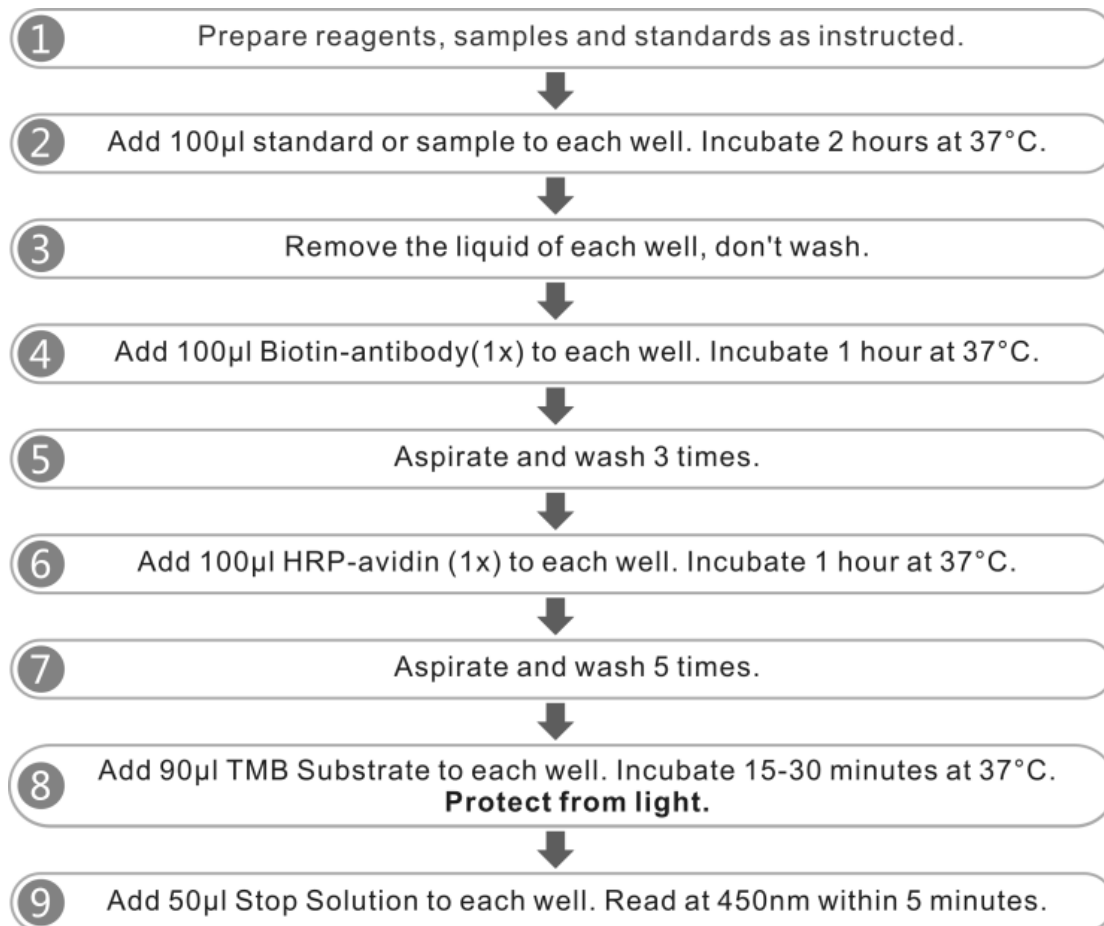 1 Prepare reagents, samples and standards as instructed.
2 Add 100µl standard or sample to each well. Incubate 2 hours at 37°C.
3 Remove the liquid of each well, don't wash.
4 Add 100µl Biotin-antibody(1x) to each well. Incubate 1 hour at 37°C.
5 Aspirate and wash 3 times.
6 Add 100µl HRP-avidin (1x) to each well. Incubate 1 hour at 37°C.
7 Aspirate and wash 5 times.
8 Add 90µl TMB Substrate to each well. Incubate 15-30 minutes at 37°C.
Protect from light.
9 Add 50µl Stop Solution to each well. Read at 450nm within 5 minutes.